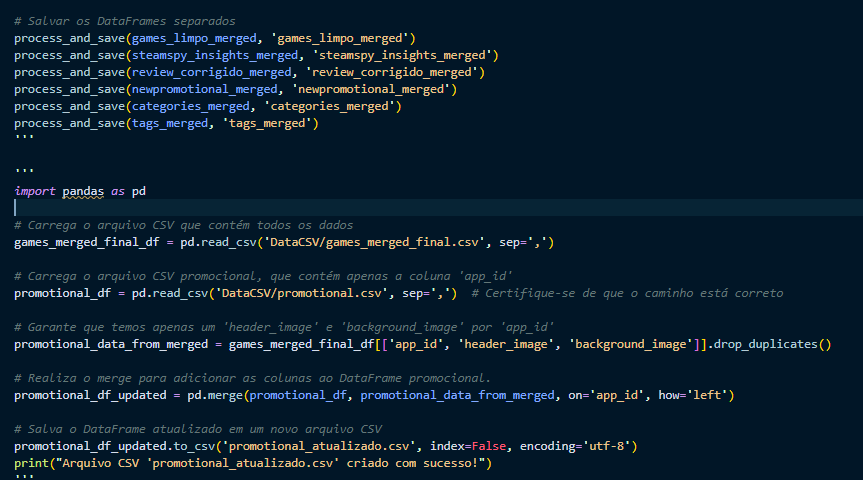 # Salvar os DataFrames separados
process_and_save(games_limpo_merged, 'games_limpo_merged')
process_and_save(steamspy_insights_merged, 'steamspy_insights_merged')
process_and_save(review_corrigido_merged, 'review_corrigido_merged')
process_and_save(newpromotional_merged, 'newpromotional_merged')
process_and_save(categories_merged, 'categories_merged')
process_and_save(tags_merged, 'tags_merged')
'''
'''
import pandas as pd
# Carrega o arquivo CSV que contém todos os dados
games_merged_final_df = pd.read_csv('DataCSV/games_merged_final.csv', sep=',')
# Carrega o arquivo CSV promocional, que contém apenas a coluna 'app_id'
promotional_df = pd.read_csv('DataCSV/promotional.csv', sep=',')  # Certifique-se de que o caminho está correto
# Garante que temos apenas um 'header_image' e 'background_image' por 'app_id'
promotional_data_from_merged = games_merged_final_df[['app_id', 'header_image', 'background_image']].drop_duplicates()
# Realiza o merge para adicionar as colunas ao DataFrame promocional.
promotional_df_updated = pd.merge(promotional_df, promotional_data_from_merged, on='app_id', how='left')
# Salva o DataFrame atualizado em um novo arquivo CSV
promotional_df_updated.to_csv('promotional_atualizado.csv', index=False, encoding='utf-8')
print("Arquivo CSV 'promotional_atualizado.csv' criado com sucesso!")
'''